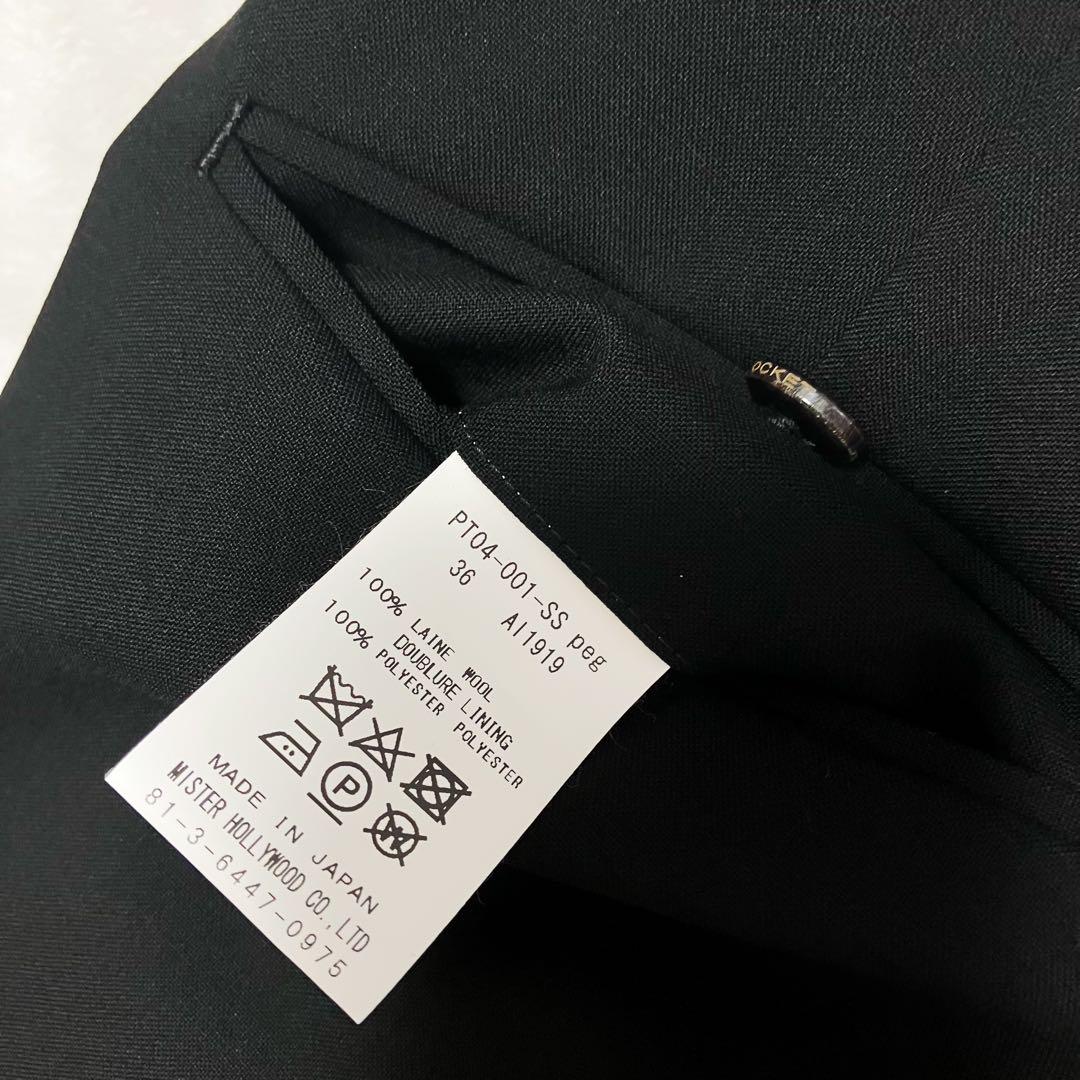 OCKET
PT04-001-SS peg
36 AI1919
100% LAINE WOOL
DOUBLURE LINING
100% POLYESTER POLYESTER
P
W
MADE IN JAPAN
MISTER HOLLYWOOD CO.,LTD
81-3-6447-0975